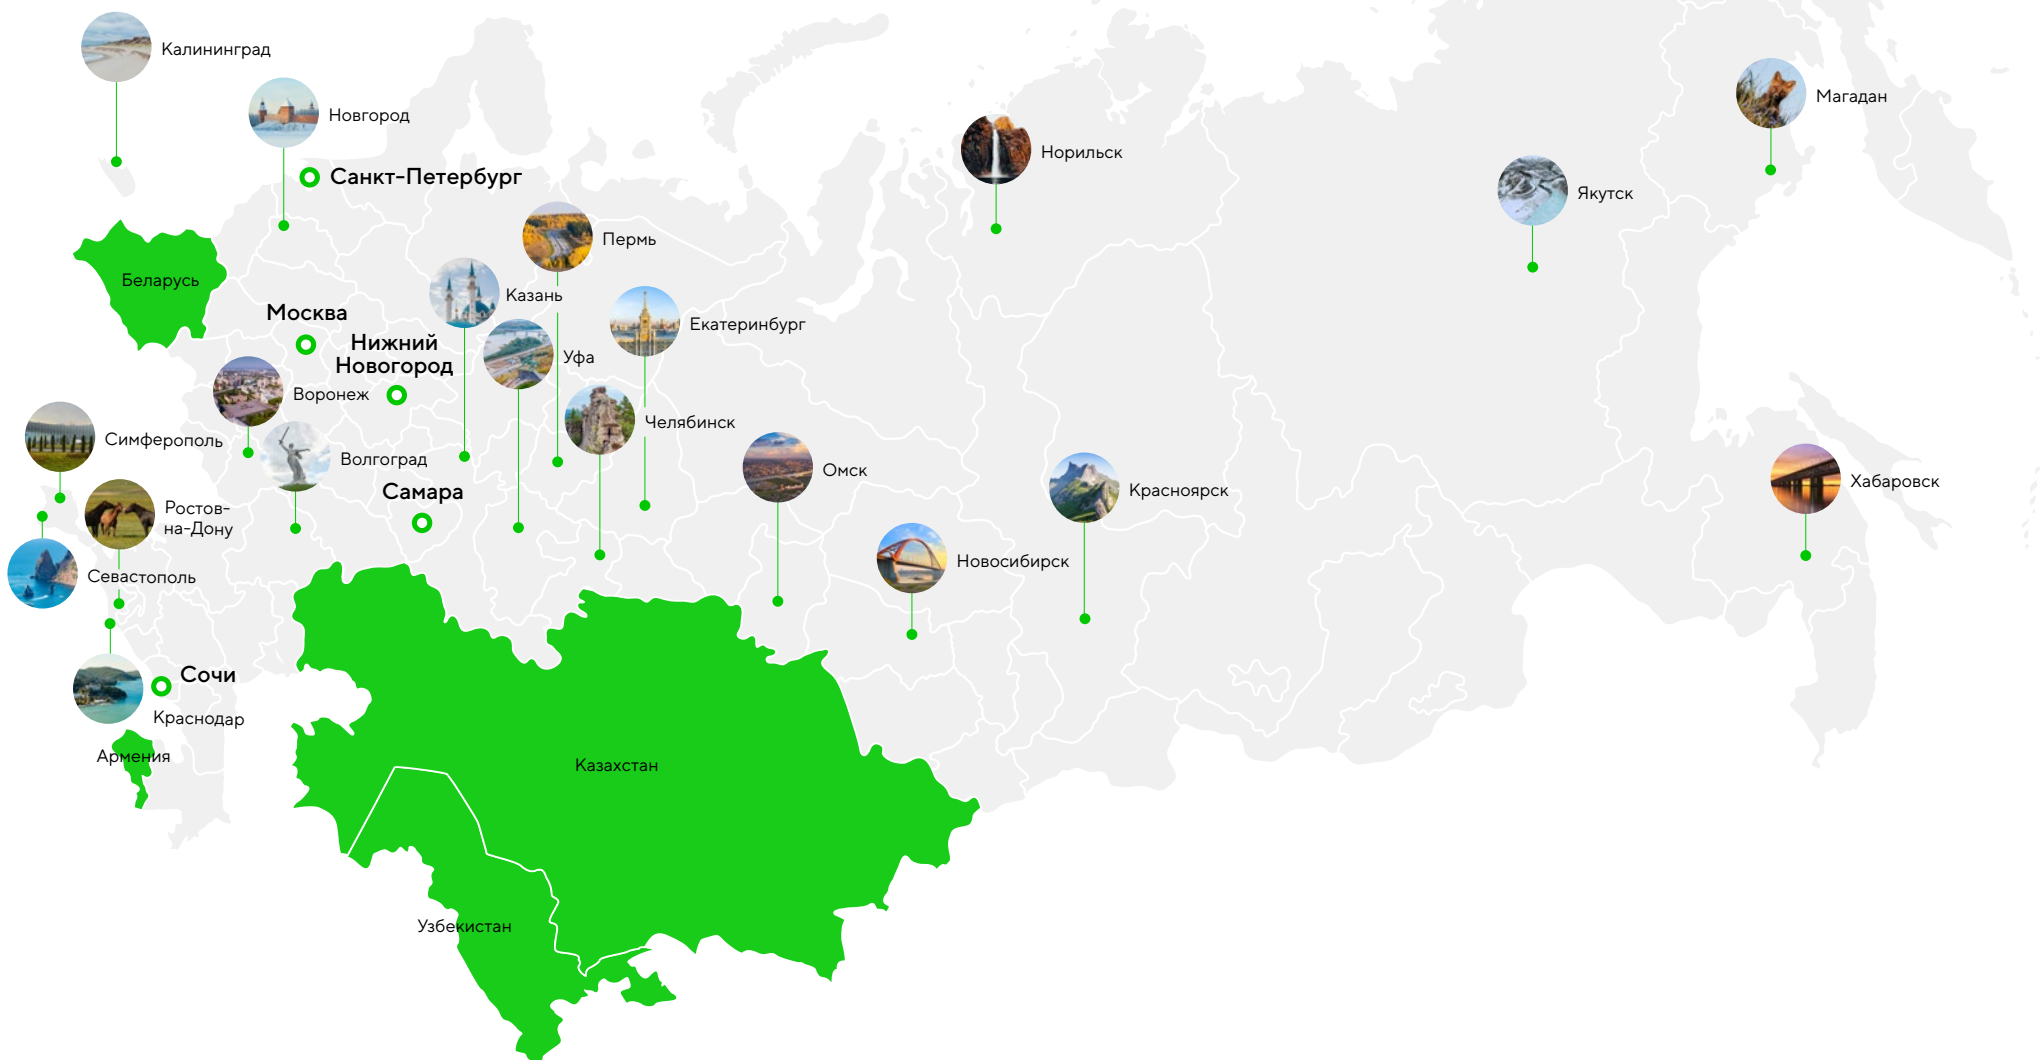 Калининград
Новгород
Магадан
Норильск
Санкт-Петербург
Якутск
Пермь
Беларусь
Казань
Москва
Екатеринбург
Нижний
Новогород
Уфа
Воронеж
Челябинск
Симферополь
Волгоград
Омск
Самара
Красноярск
Хабаровск
Ростов-
на-Дону
Новосибирск
Севастополь
Сочи
Краснодар
Армения
Казахстан
Узбекистан